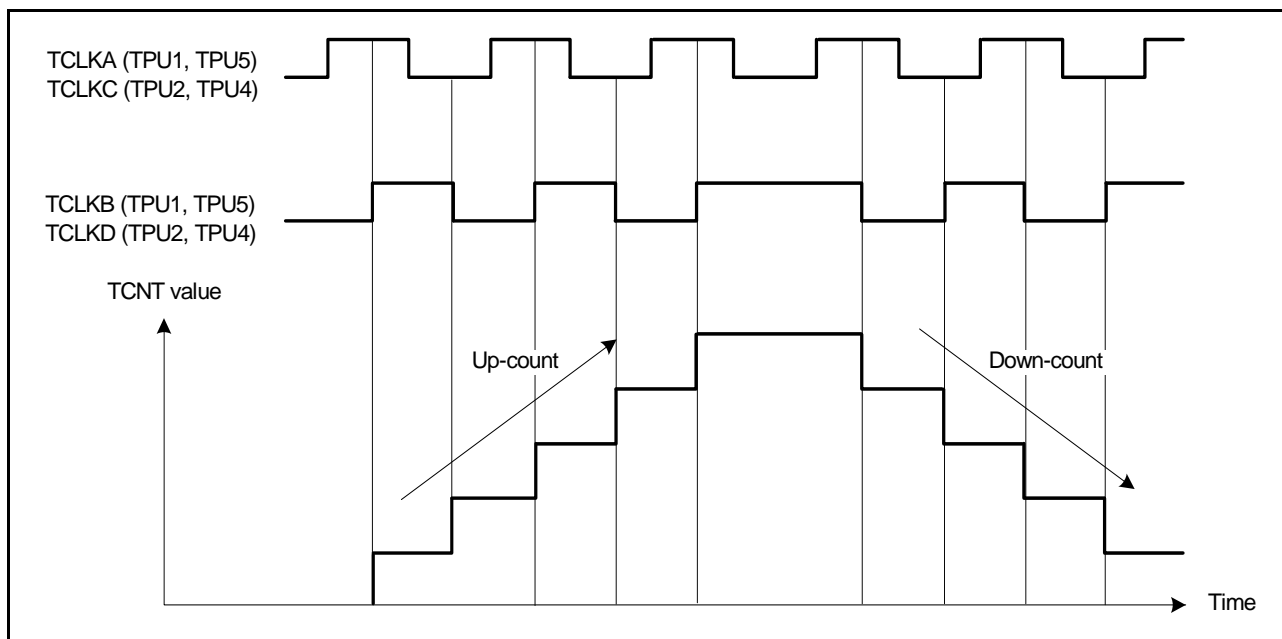 TCLKA (TPU1, TPU5)
TCLKC (TPU2, TPU4)
TCLKB (TPU1, TPU5)
TCLKD (TPU2, TPU4)
TCNT value
Up-count
Down-count
Time